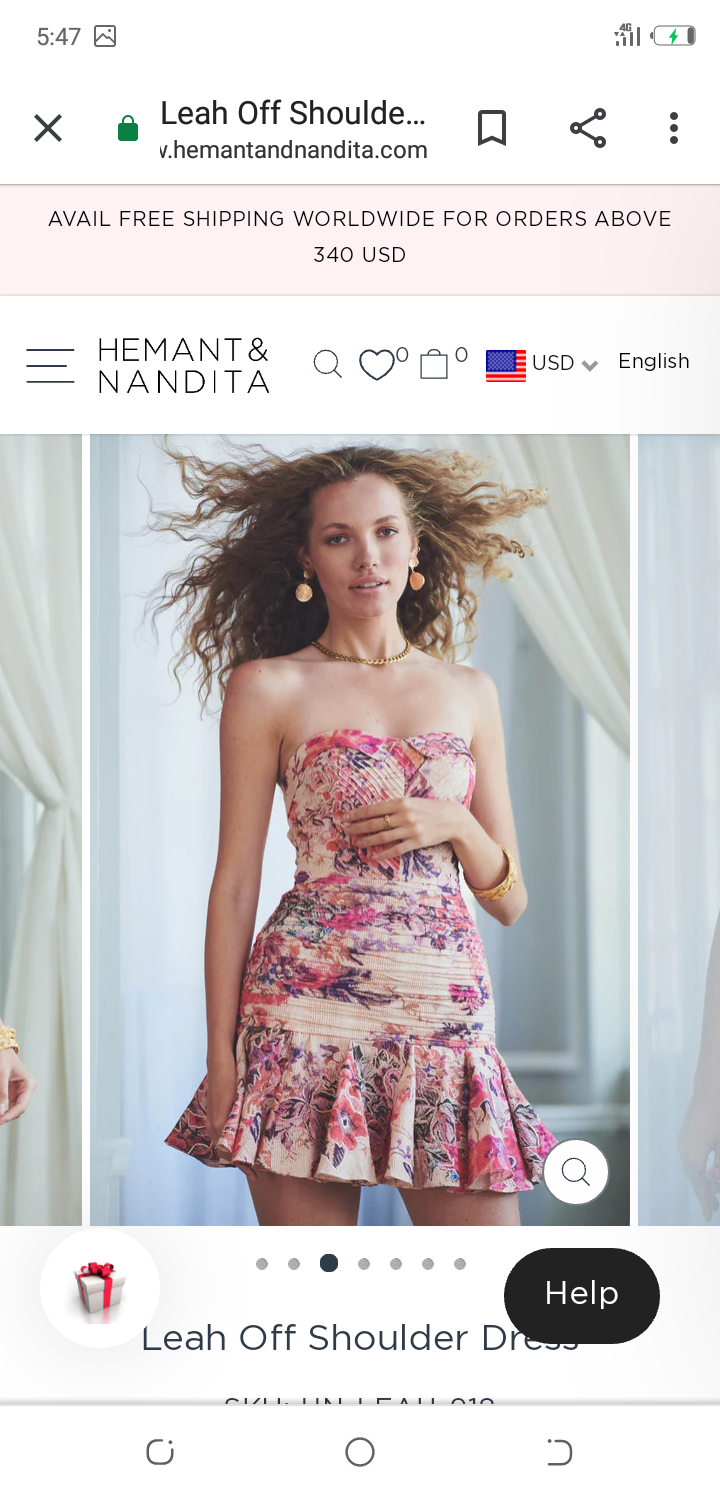 5:47
4G
Leah Off Shoulde...
v.hemantandnandita.com
AVAIL FREE SHIPPING WORLDWIDE FOR ORDERS ABOVE
340 USD
HEMANT &
NANDITA
0
0
USD
English
Help
Leah Off Shoulder Dress